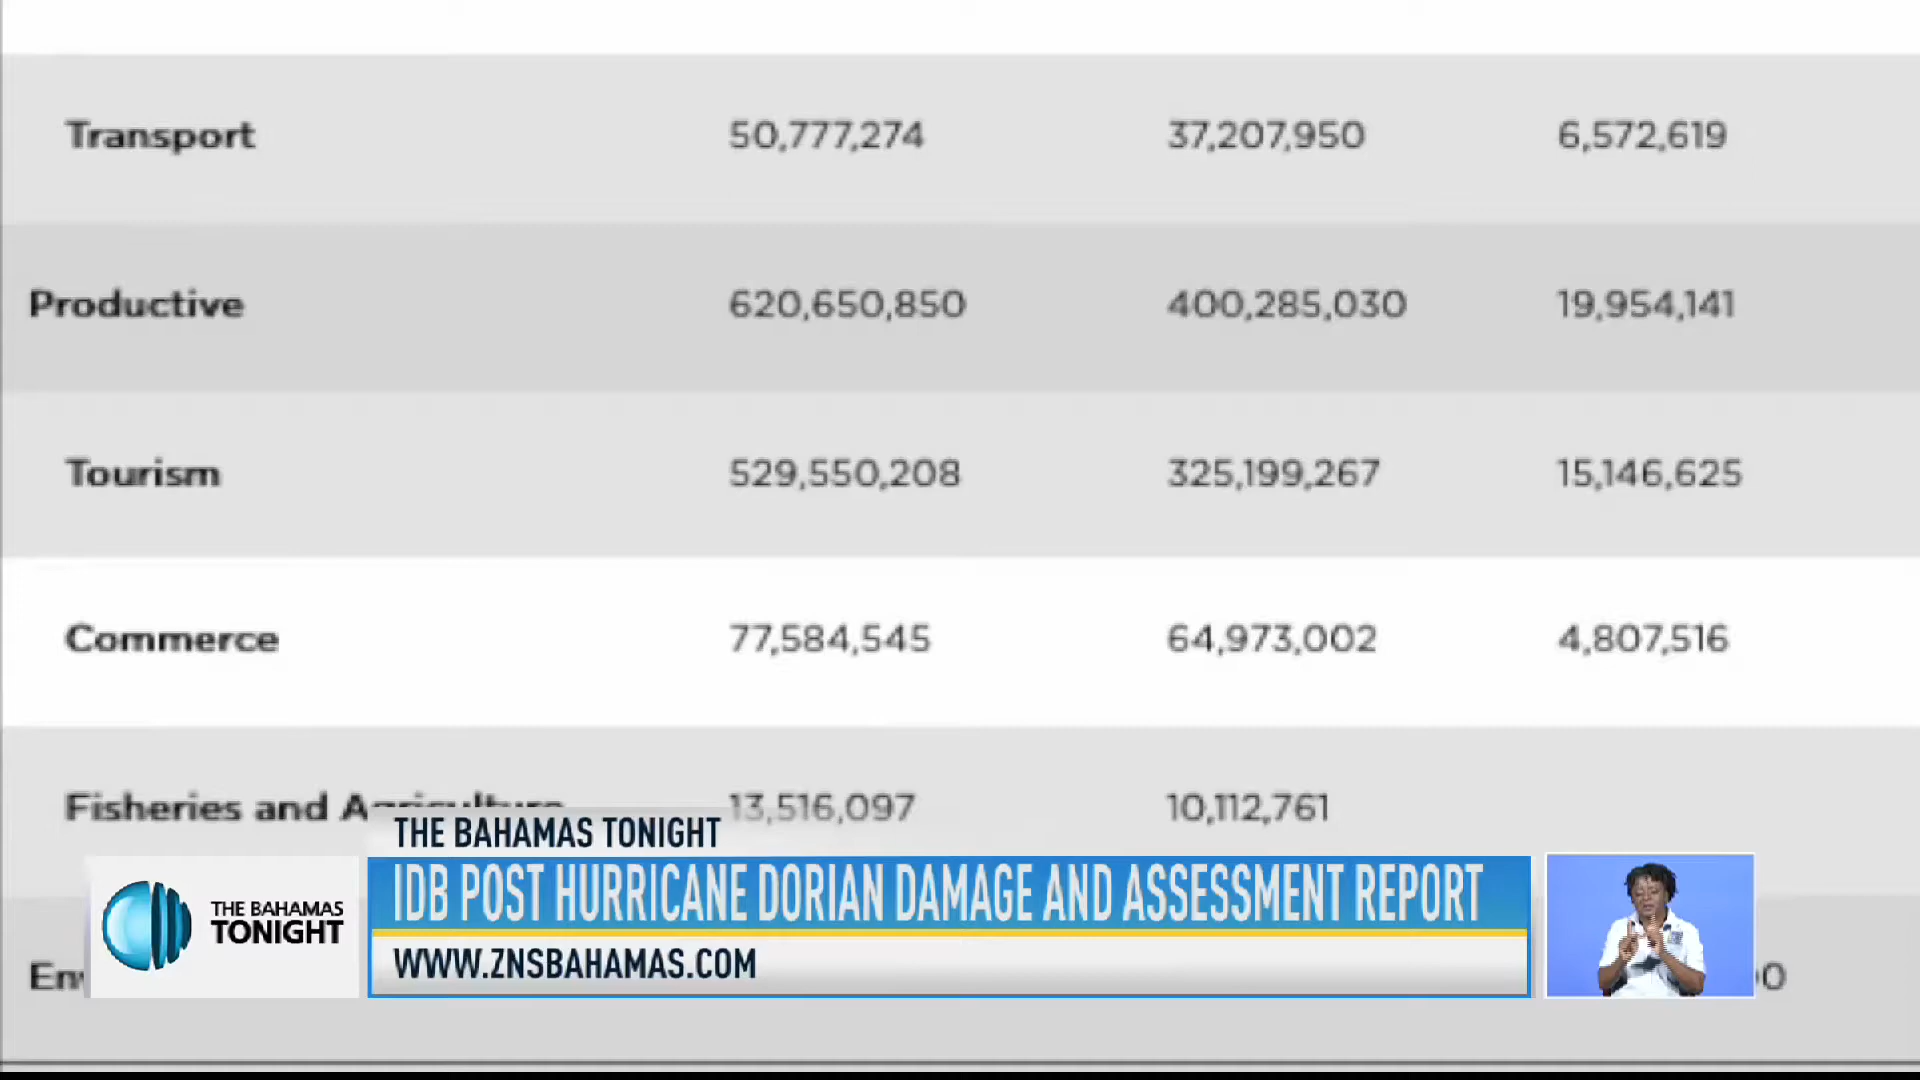 Transport 50,777,274 37,207,950 6,572,619
Productive 620,650,850 400,285,030 19,954,141
Tourism 529,550,208 325,199,267 15,146,625
Commerce 77,584,545 64,973,002 4,807,516
Fisheries and Agriculture 13,516,097 10,112,761
THE BAHAMAS TONIGHT
IDB POST HURRICANE DORIAN DAMAGE AND ASSESSMENT REPORT
WWW.ZNSBAHAMAS.COM
THE BAHAMAS
TONIGHT